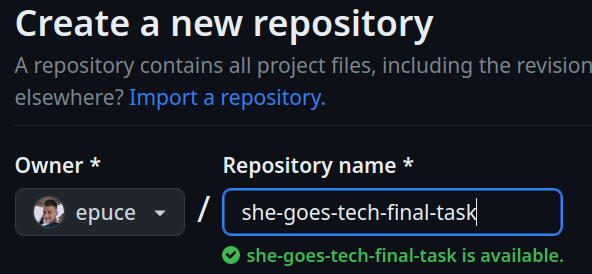 Create a new repository
A repository contains all project files, including the revision
elsewhere? Import a repository.
Owner * Repository name *
epuce / she-goes-tech-final-task
she-goes-tech-final-task is available.